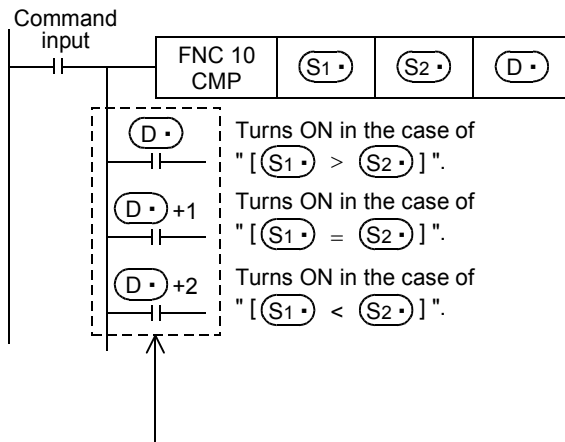 Command
input
FNC 10
CMP
S1・
S2・
D・
D・
Turns ON in the case of
" [ S1・ > S2・ ] ".
D・ +1
Turns ON in the case of
" [ S1・ = S2・ ] ".
D・ +2
Turns ON in the case of
" [ S1・ < S2・ ] ".